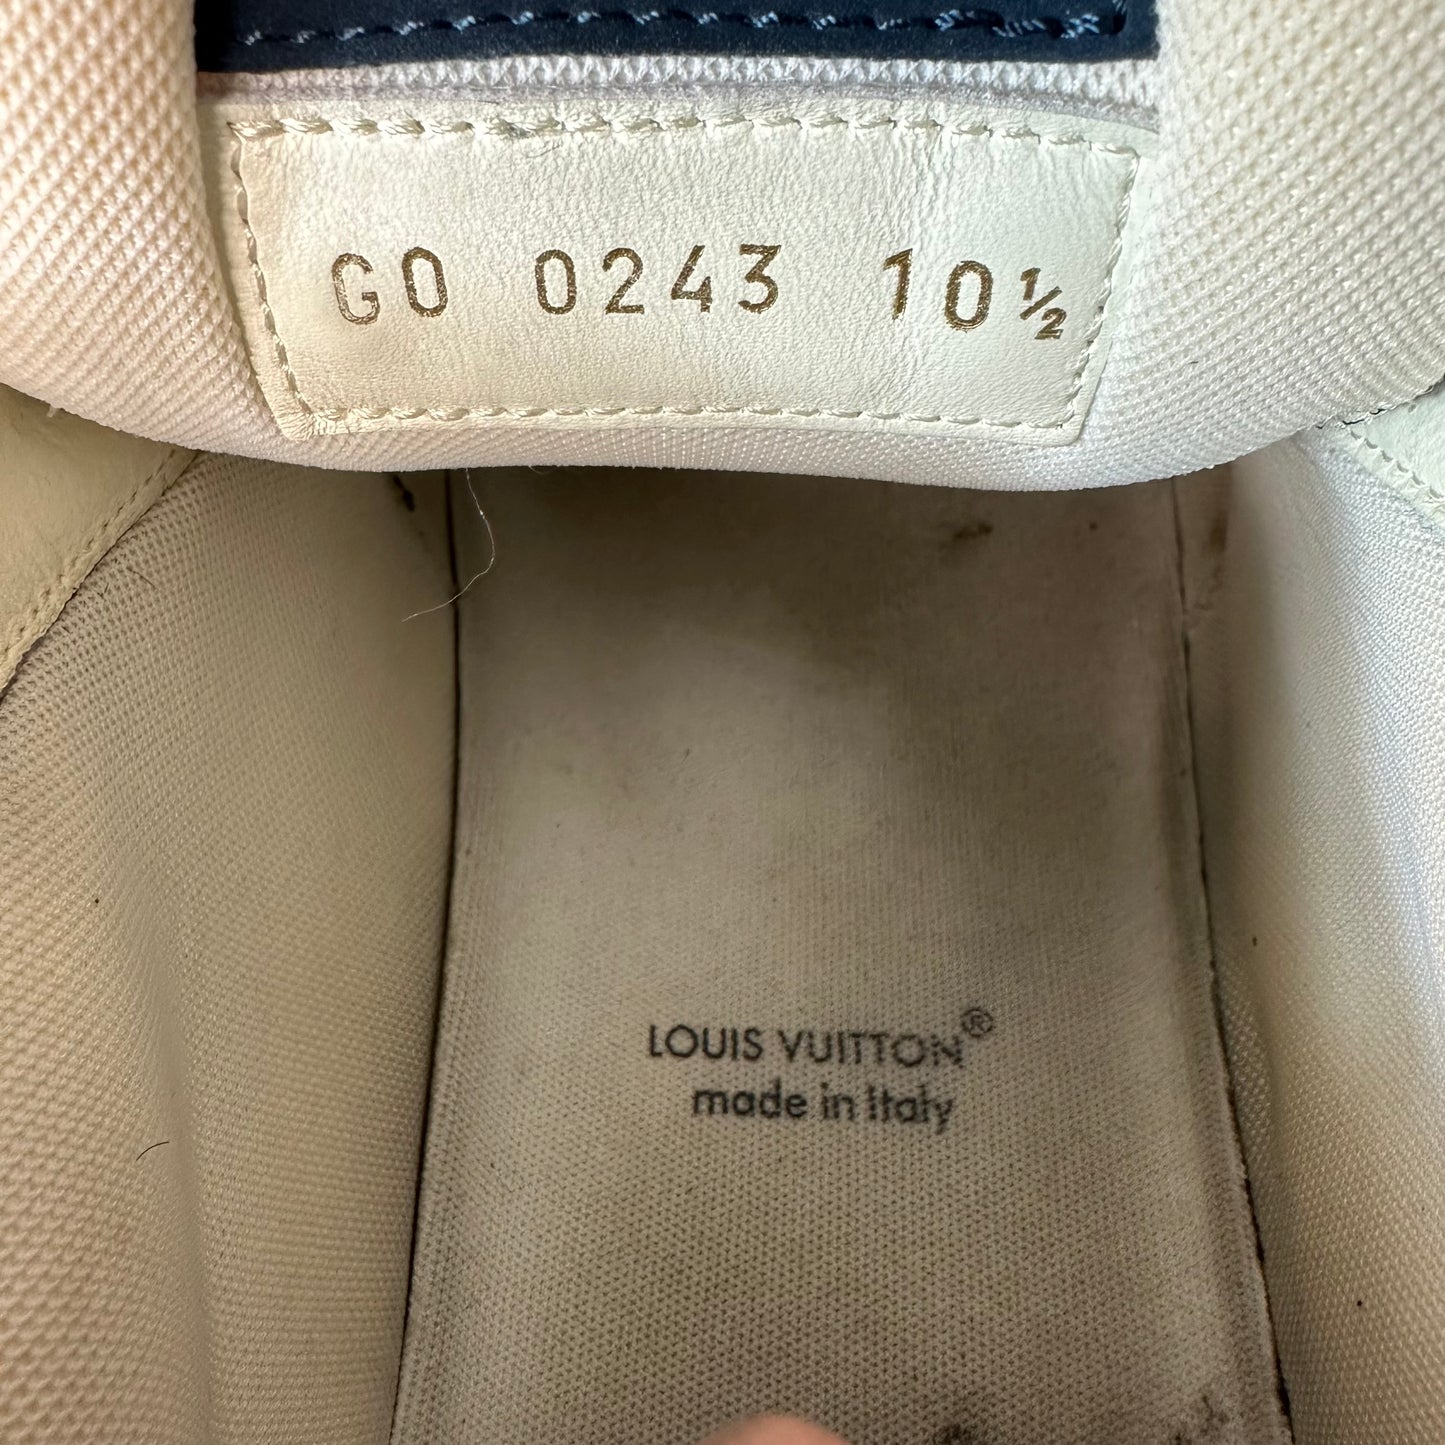 GO 0243 10½
LOUIS VUITTON®
made in Italy